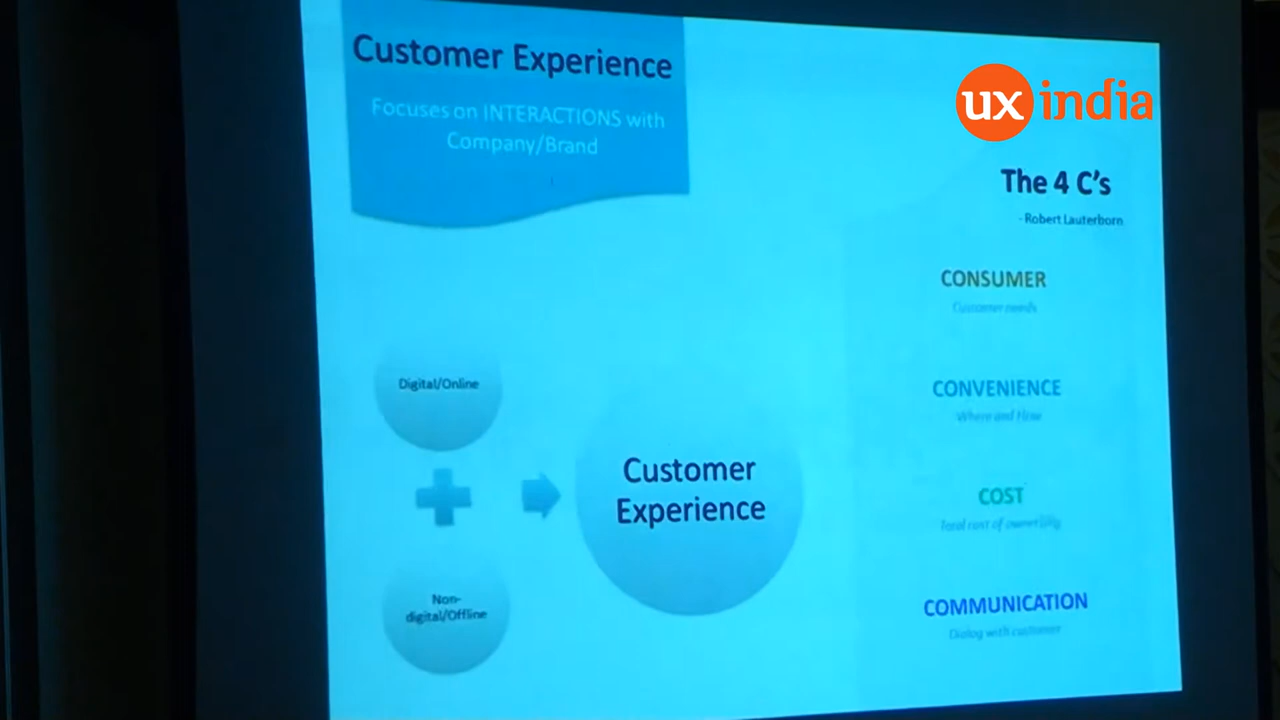 Customer Experience
Focuses on INTERACTIONS with
Company/Brand
ux india
The 4 C's
- Robert Lauterborn
CONSUMER
Customer needs
CONVENIENCE
Where and How
COST
Total cost of ownership
COMMUNICATION
Dialog with customer
Digital/Online
Non-
digital/Offline
Customer
Experience